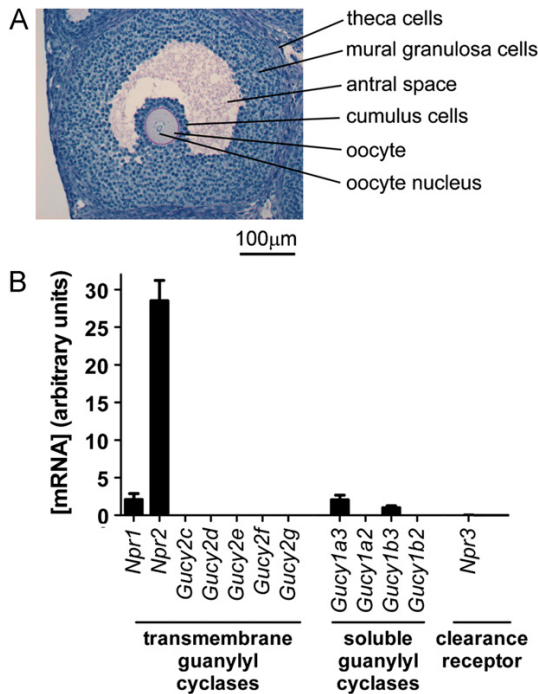 A
theca cells
mural granulosa cells
antral space
cumulus cells
oocyte
oocyte nucleus
100μm
B
[mRNA] (arbitrary units)
30
25
20
15
10
5
0
Npr1
Npr2
Gucy2c
Gucy2d
Gucy2e
Gucy2f
Gucy2g
Gucy1a3
Gucy1a2
Gucy1b3
Gucy1b2
Npr3
transmembrane
guanylyl
cyclases
soluble
guanylyl
cyclases
clearance
receptor